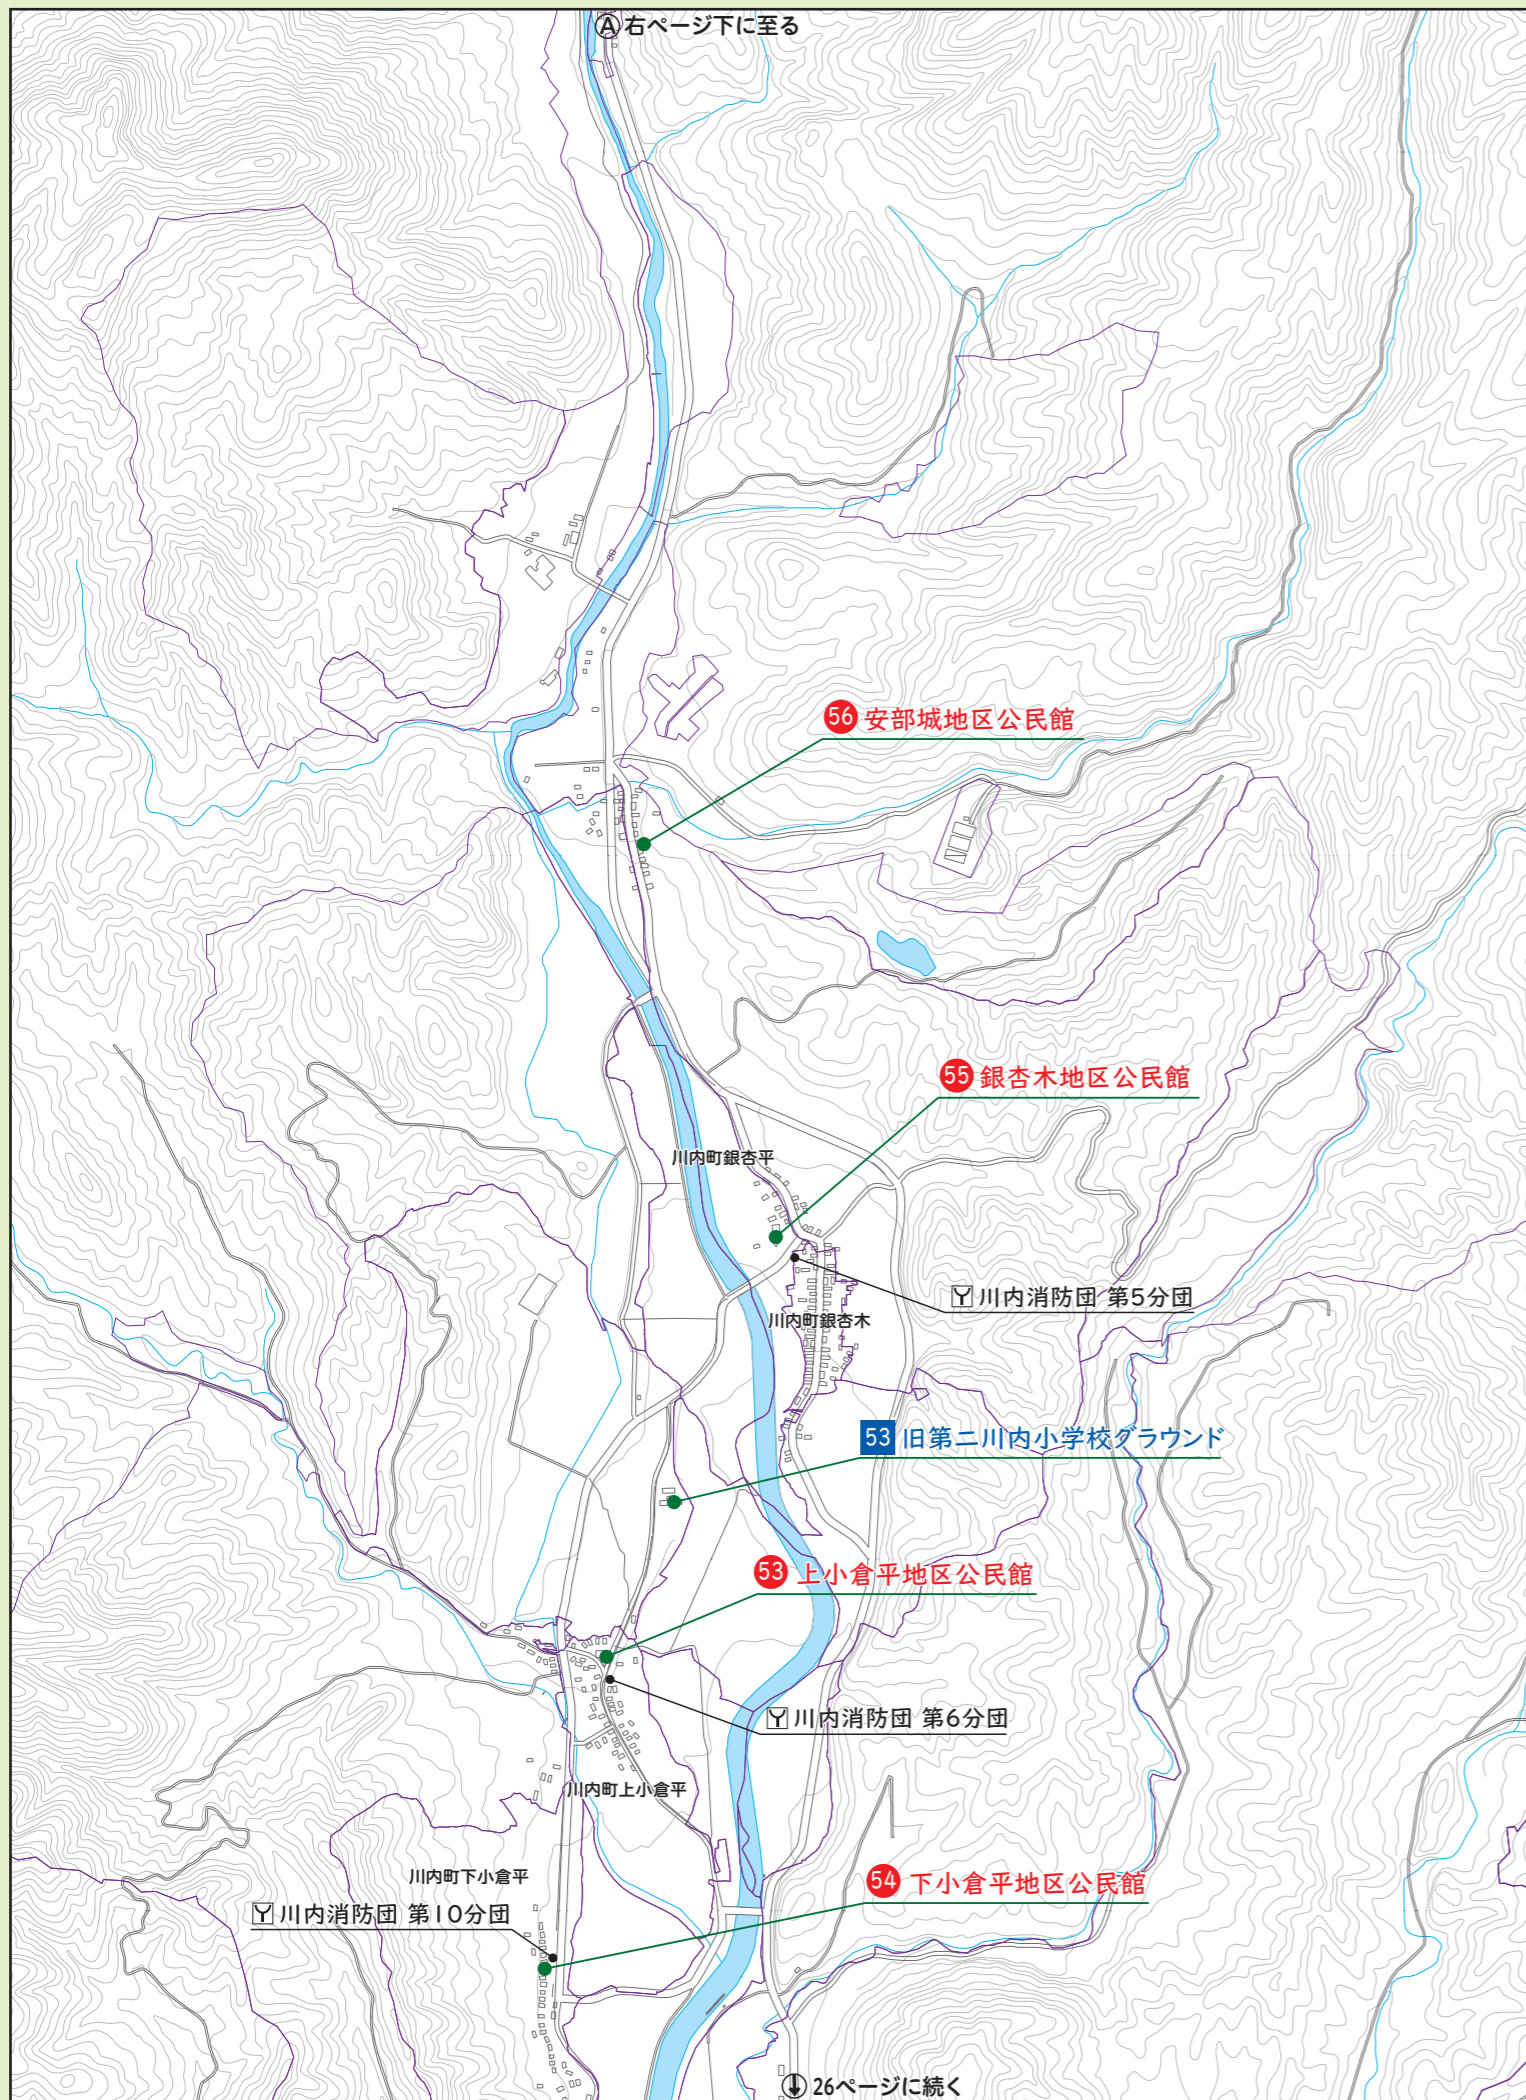 Ⓐ右ページ下に至る
56 安部城地区公民館
55 銀杏木地区公民館
川内町銀杏平
川内消防団 第5分団
川内町銀杏木
53 旧第二川内小学校グラウンド
53 上小倉平地区公民館
川内消防団 第6分団
川内町上小倉平
川内町下小倉平
54 下小倉平地区公民館
川内消防団 第10分団
26ページに続く